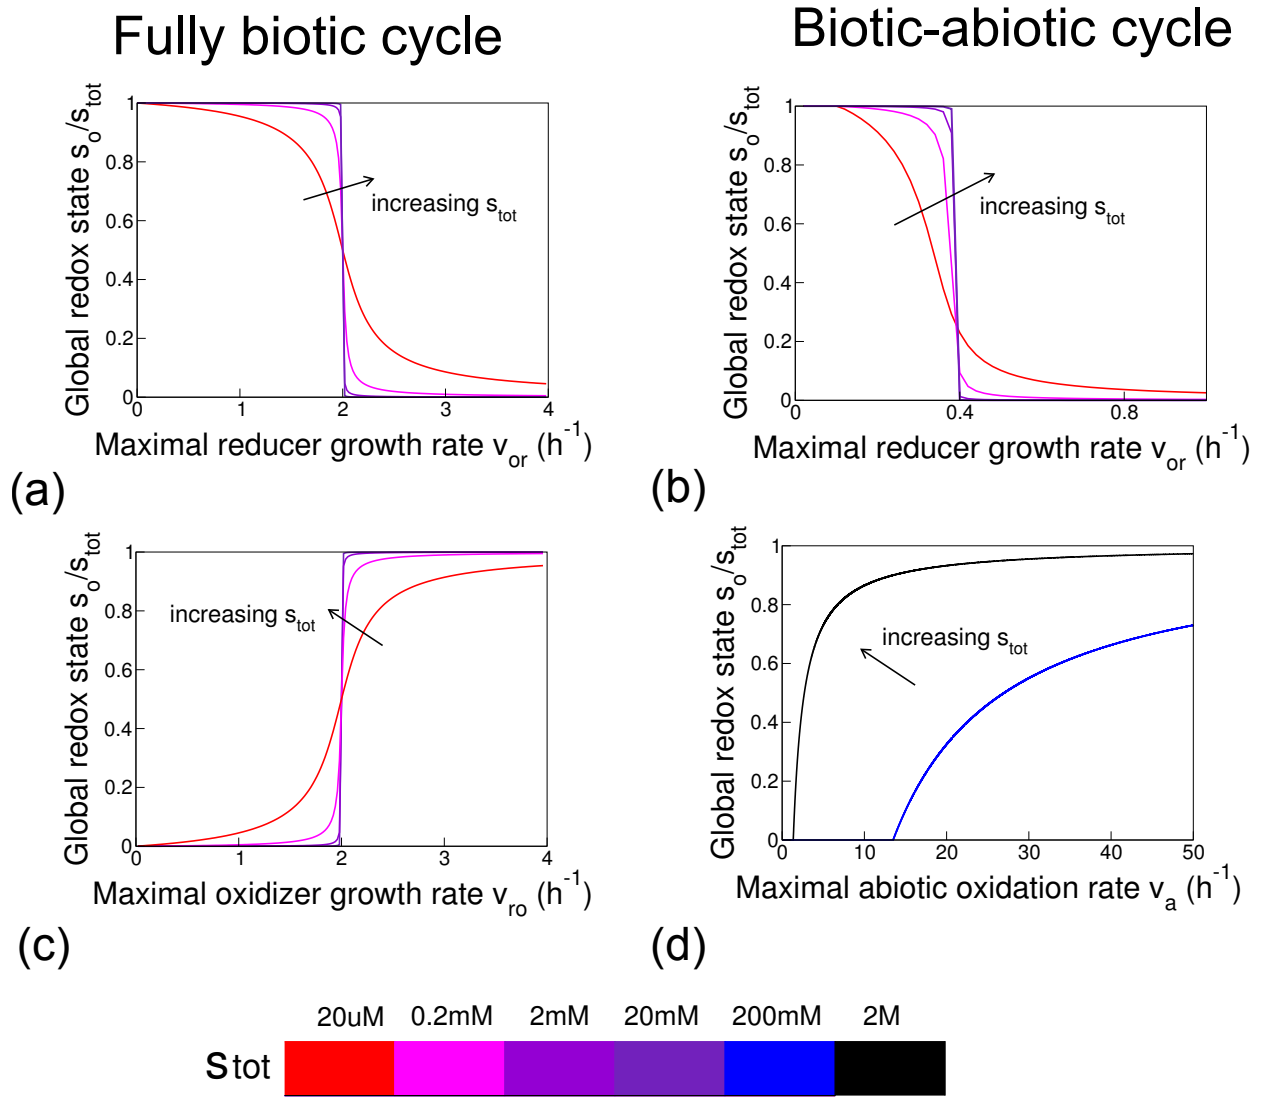 Fully biotic cycle
Biotic-abiotic cycle
Global redox state s_o/s_tot
1
0.8
0.6
0.4
0.2
0
0
1
2
3
4
increasing s_tot
Maximal reducer growth rate v_or (h^-1)
(a)
Global redox state s_o/s_tot
1
0.8
0.6
0.4
0.2
0
0
0.4
0.8
increasing s_tot
Maximal reducer growth rate v_or (h^-1)
(b)
Global redox state s_o/s_tot
1
0.8
0.6
0.4
0.2
0
0
1
2
3
4
increasing s_tot
Maximal oxidizer growth rate v_ro (h^-1)
(c)
Global redox state s_o/s_tot
1
0.8
0.6
0.4
0.2
0
0
10
20
30
40
50
increasing s_tot
Maximal abiotic oxidation rate v_a (h^-1)
(d)
20uM 0.2mM 2mM 20mM 200mM 2M
s tot